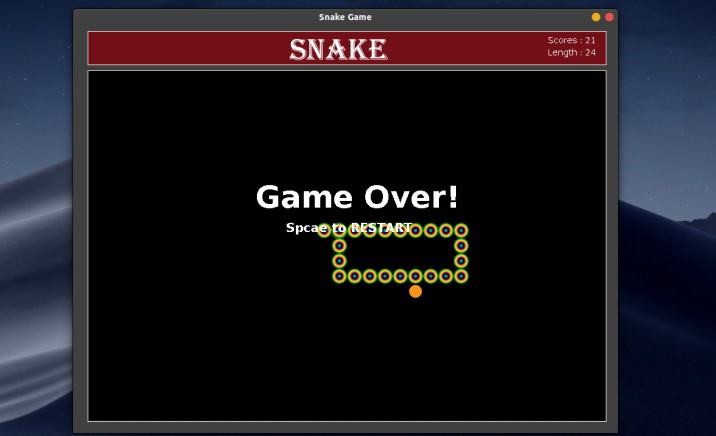 Snake Game
SNAKE
Scores : 21
Length : 24
Game Over!
Spcae to RESTART